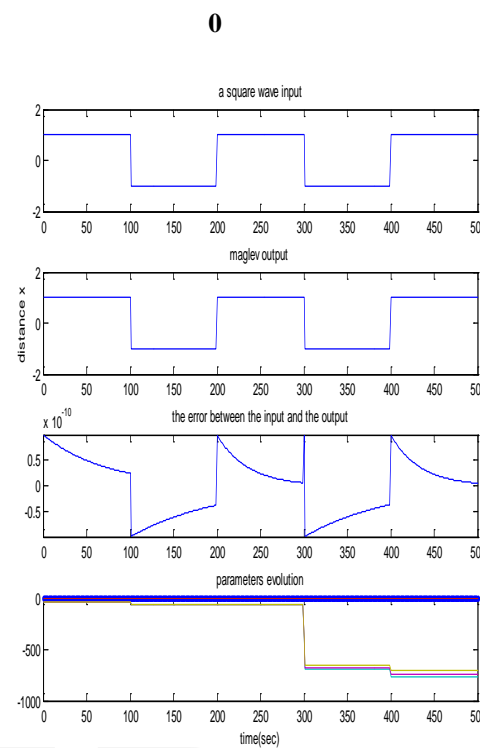 0
a square wave input
2
0
-2
0 50 100 150 200 250 300 350 400 450 50
maglev output
distance x
2
0
-2
0 50 100 150 200 250 300 350 400 450 50
x 10^-10
the error between the input and the output
0.5
0
-0.5
0 50 100 150 200 250 300 350 400 450 50
parameters evolution
0
-500
-1000
0 50 100 150 200 250 300 350 400 450 50
time(sec)